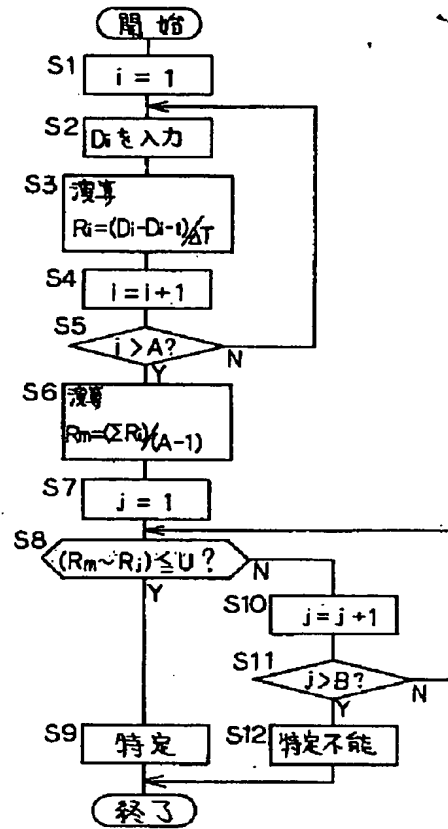 開始
S1
i = 1
S2
Diを入力
S3
演算
Ri=(Di-Di-1)/ΔT
S4
i=i+1
S5
i>A?
N
Y
S6
演算
Rm=(ΣRi)/(A-1)
S7
j = 1
S8
(Rm~Rj)≦U?
N
Y
S10
j=j+1
S11
j>B?
N
Y
S9
特定
S12
特定不能
終了